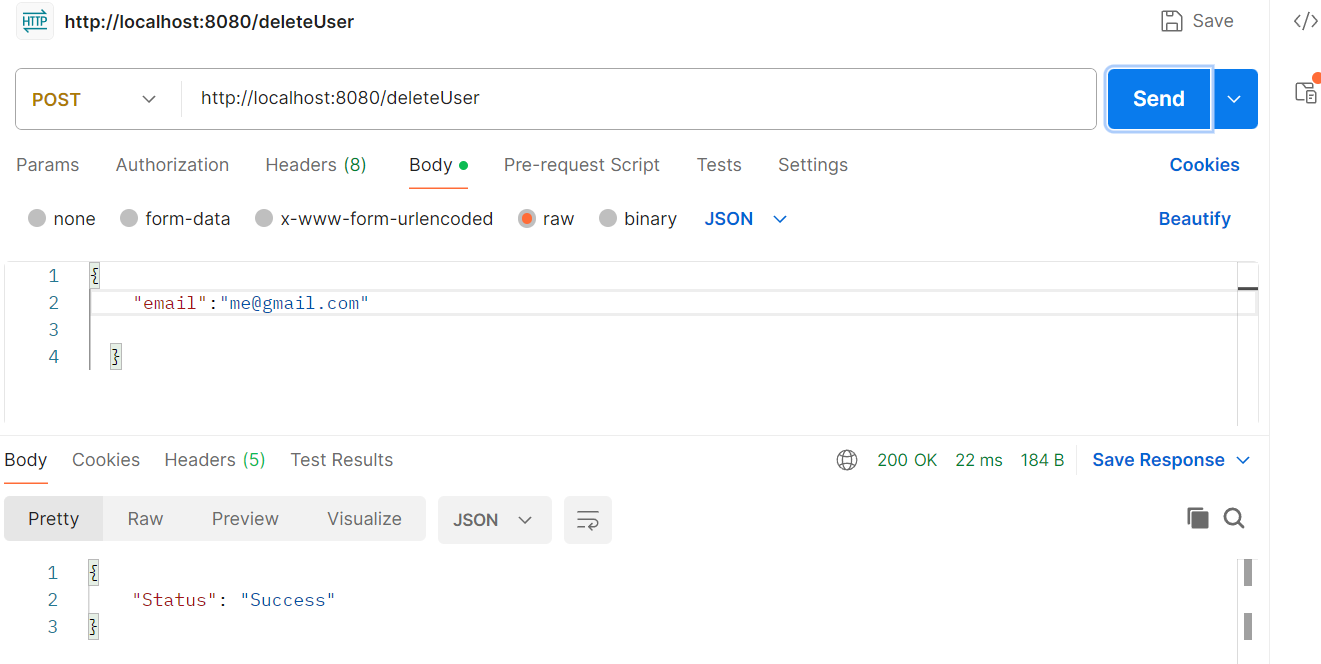 HTTP http://localhost:8080/deleteUser Save </>
POST http://localhost:8080/deleteUser Send
Params Authorization Headers (8) Body Pre-request Script Tests Settings Cookies
none form-data x-www-form-urlencoded raw binary JSON Beautify
1 {
2 "email":"me@gmail.com"
3
4 }
Body Cookies Headers (5) Test Results 200 OK 22 ms 184 B Save Response
Pretty Raw Preview Visualize JSON
1 {
2 "Status": "Success"
3 }